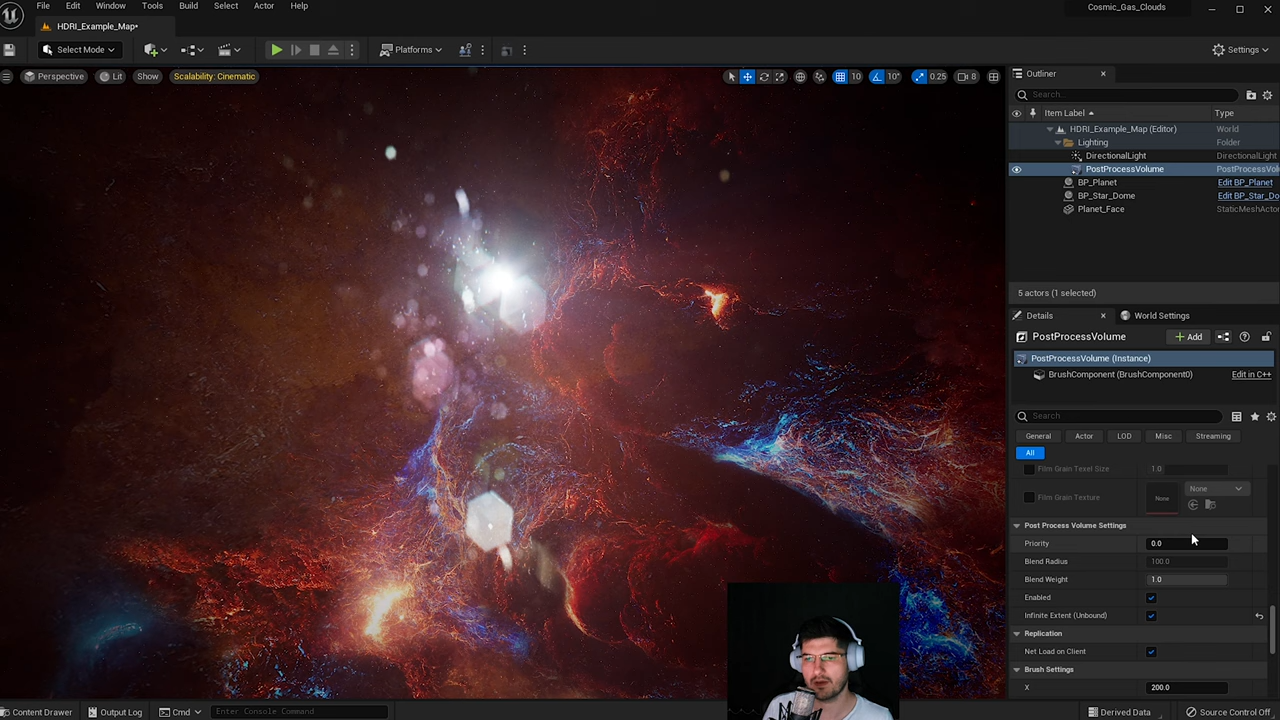 File Edit Window Tools Build Select Actor Help
Cosmic_Gas_Clouds
HDRI_Example_Map*
Select Mode Platforms Settings
Perspective Lit Show Scalability: Cinematic 10 10° 0.25 8
Outliner
Search...
Item Label Type
HDRI_Example_Map (Editor) World
Lighting Folder
DirectionalLight DirectionalLight
PostProcessVolume PostProcessVol
BP_Planet Edit BP_Planet
BP_Star_Dome Edit BP_Star_Do
Planet_Face StaticMeshActor
5 actors (1 selected)
Details World Settings
PostProcessVolume + Add
PostProcessVolume (Instance)
BrushComponent (BrushComponent0) Edit in C++
Search
General Actor LOD Misc Streaming
All
Film Grain Texel Size 1.0
Film Grain Texture None None
Post Process Volume Settings
Priority 0.0
Blend Radius 100.0
Blend Weight 1.0
Enabled
Infinite Extent (Unbound)
Replication
Net Load on Client
Brush Settings
X 200.0
Content Drawer Output Log Cmd Enter Console Command Derived Data Source Control Off